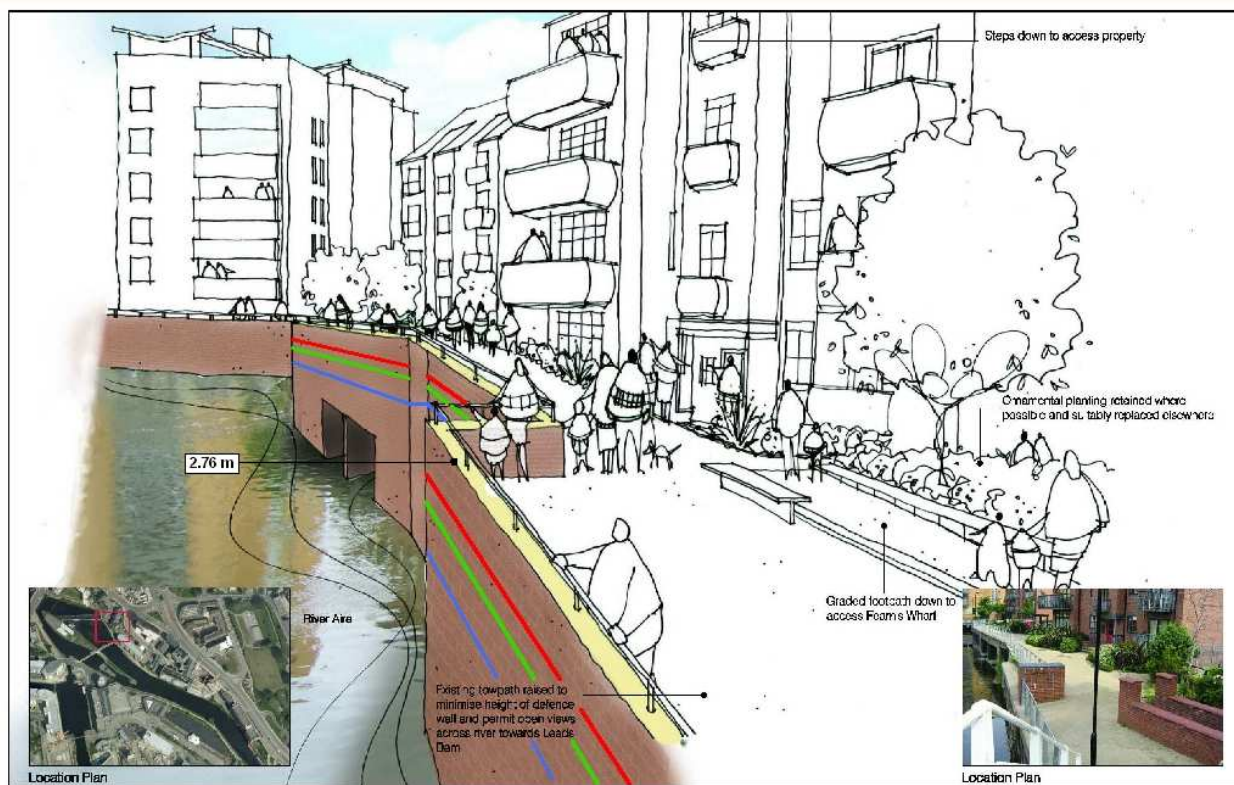 Steps down to access property
Ornamental planting retained where
possible and suitably replaced elsewhere
2.76 m
River Aire
Graded footpath down to
access Fearns Wharf
Existing towpath raised to
minimise height of defence
wall and permit open views
across river towards Leeds
Dam
Location Plan
Location Plan